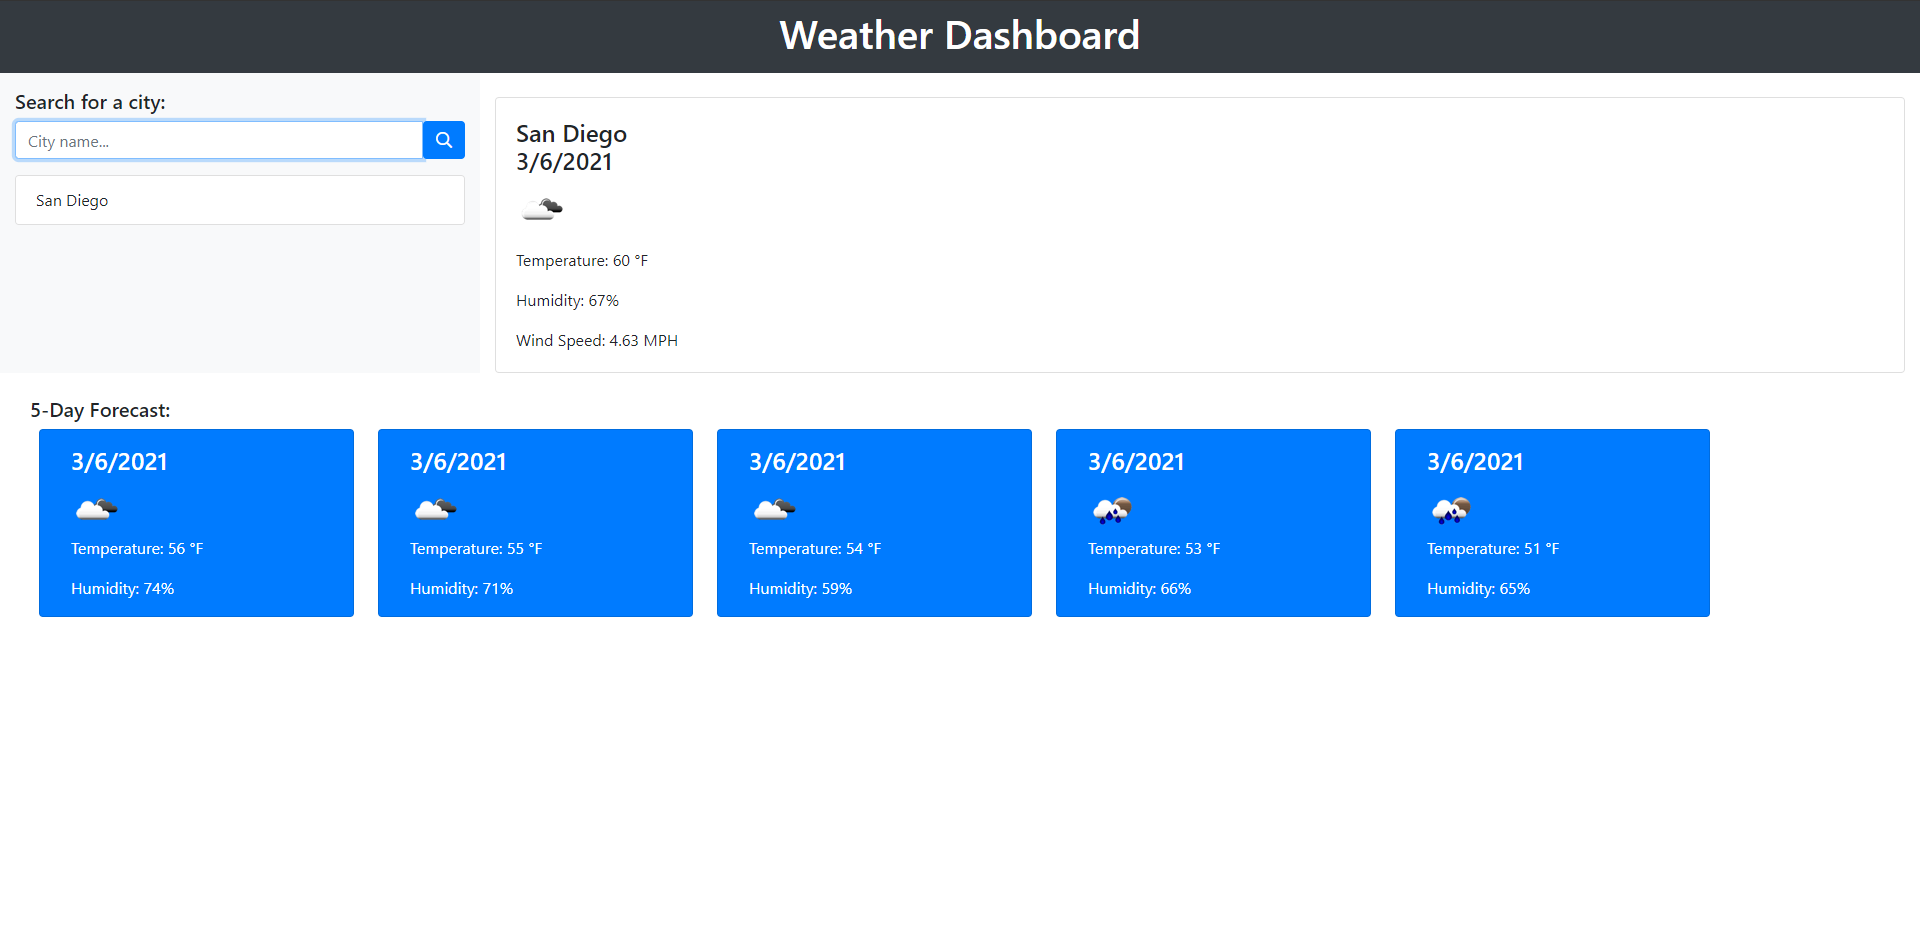 Weather Dashboard
Search for a city:
City name...
San Diego
San Diego
3/6/2021
Temperature: 60 °F
Humidity: 67%
Wind Speed: 4.63 MPH
5-Day Forecast:
3/6/2021
Temperature: 56 °F
Humidity: 74%
3/6/2021
Temperature: 55 °F
Humidity: 71%
3/6/2021
Temperature: 54 °F
Humidity: 59%
3/6/2021
Temperature: 53 °F
Humidity: 66%
3/6/2021
Temperature: 51 °F
Humidity: 65%